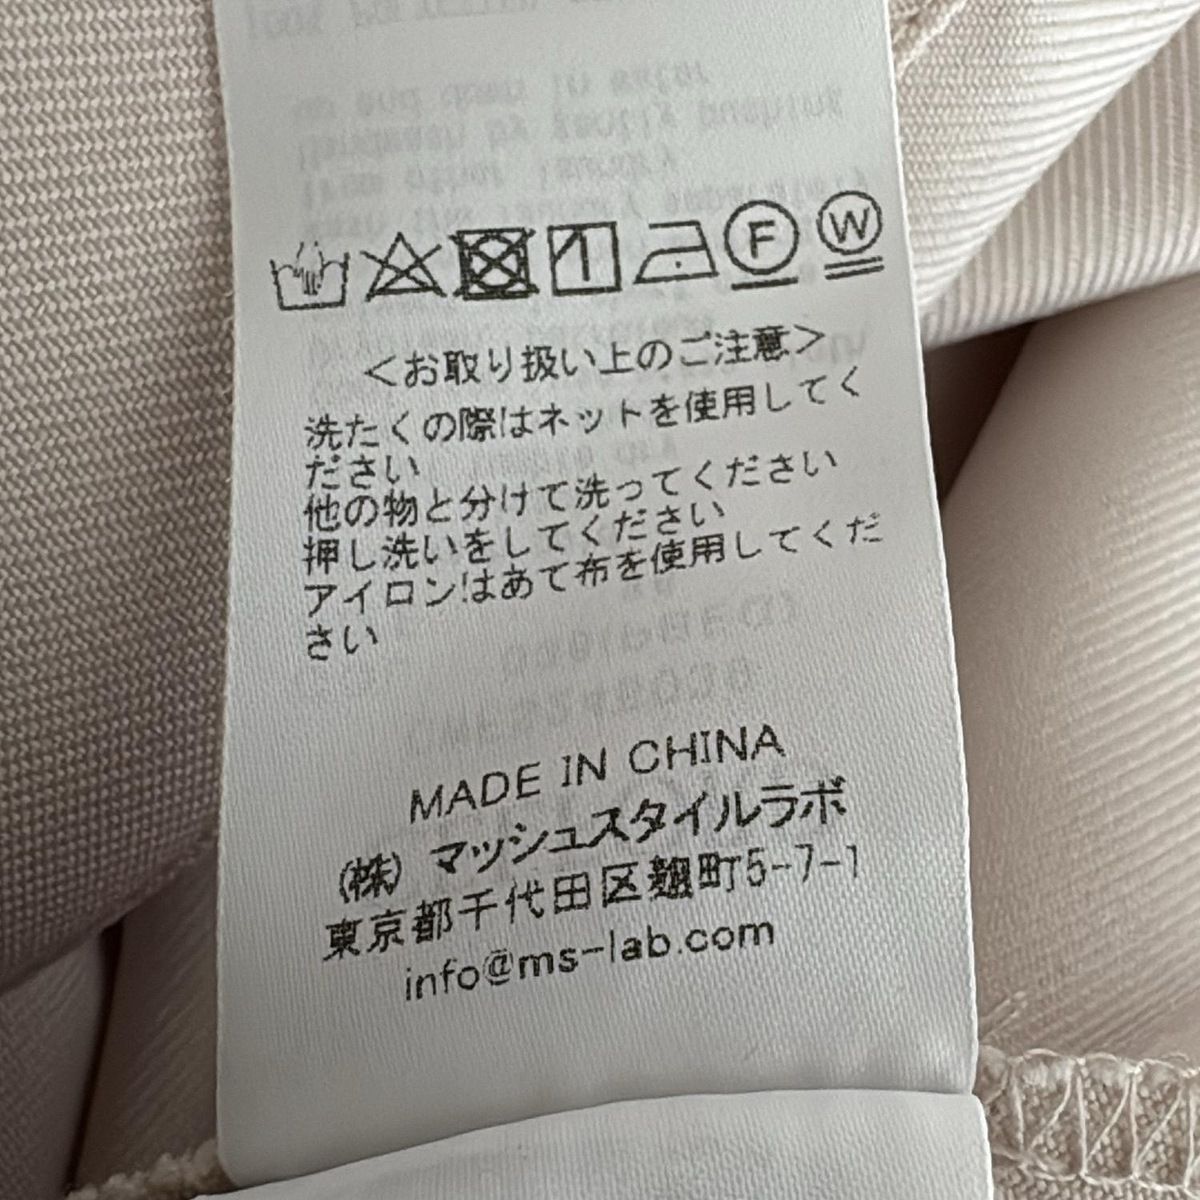 F W
＜お取り扱い上のご注意＞
洗たくの際はネットを使用してく
ださい
他の物と分けて洗ってください
押し洗いをしてください
アイロンはあて布を使用してくだ
さい
MADE IN CHINA
(株) マッシュスタイルラボ
東京都千代田区麹町5-7-1
info@ms-lab.com